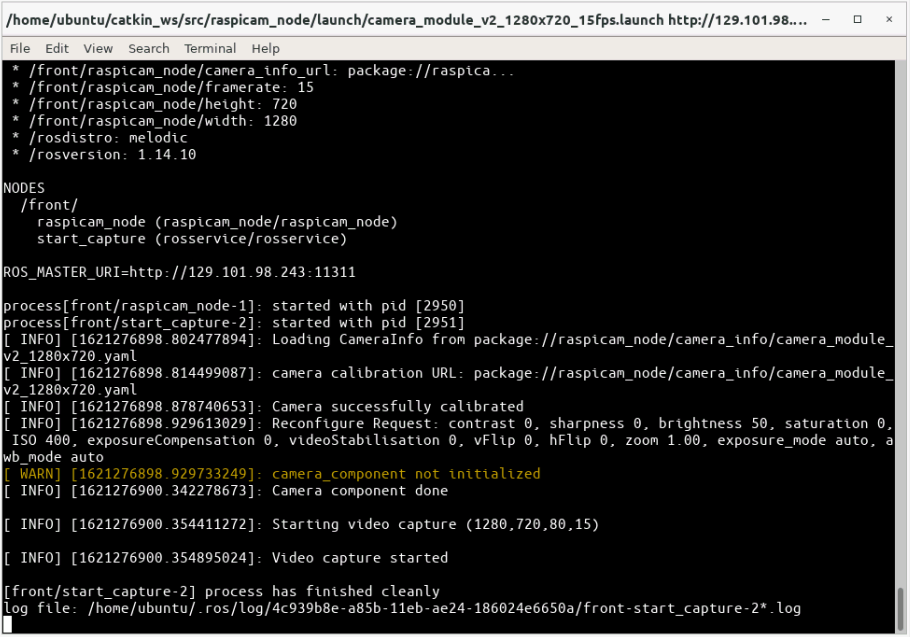 /home/ubuntu/catkin_ws/src/raspicam_node/launch/camera_module_v2_1280x720_15fps.launch http://129.101.98....
File Edit View Search Terminal Help
 * /front/raspicam_node/camera_info_url: package://raspica...
 * /front/raspicam_node/framerate: 15
 * /front/raspicam_node/height: 720
 * /front/raspicam_node/width: 1280
 * /rosdistro: melodic
 * /rosversion: 1.14.10
NODES
  /front/
    raspicam_node (raspicam_node/raspicam_node)
    start_capture (rosservice/rosservice)
ROS_MASTER_URI=http://129.101.98.243:11311
process[front/raspicam_node-1]: started with pid [2950]
process[front/start_capture-2]: started with pid [2951]
[ INFO] [1621276898.802477894]: Loading CameraInfo from package://raspicam_node/camera_info/camera_module_
v2_1280x720.yaml
[ INFO] [1621276898.814499087]: camera calibration URL: package://raspicam_node/camera_info/camera_module_
v2_1280x720.yaml
[ INFO] [1621276898.878740653]: Camera successfully calibrated
[ INFO] [1621276898.929613029]: Reconfigure Request: contrast 0, sharpness 0, brightness 50, saturation 0,
 ISO 400, exposureCompensation 0, videoStabilisation 0, vFlip 0, hFlip 0, zoom 1.00, exposure_mode auto, a
wb_mode auto
[ WARN] [1621276898.929733249]: camera_component not initialized
[ INFO] [1621276900.342278673]: Camera component done
[ INFO] [1621276900.354411272]: Starting video capture (1280,720,80,15)
[ INFO] [1621276900.354895024]: Video capture started
[front/start_capture-2] process has finished cleanly
log file: /home/ubuntu/.ros/log/4c939b8e-a85b-11eb-ae24-186024e6650a/front-start_capture-2*.log